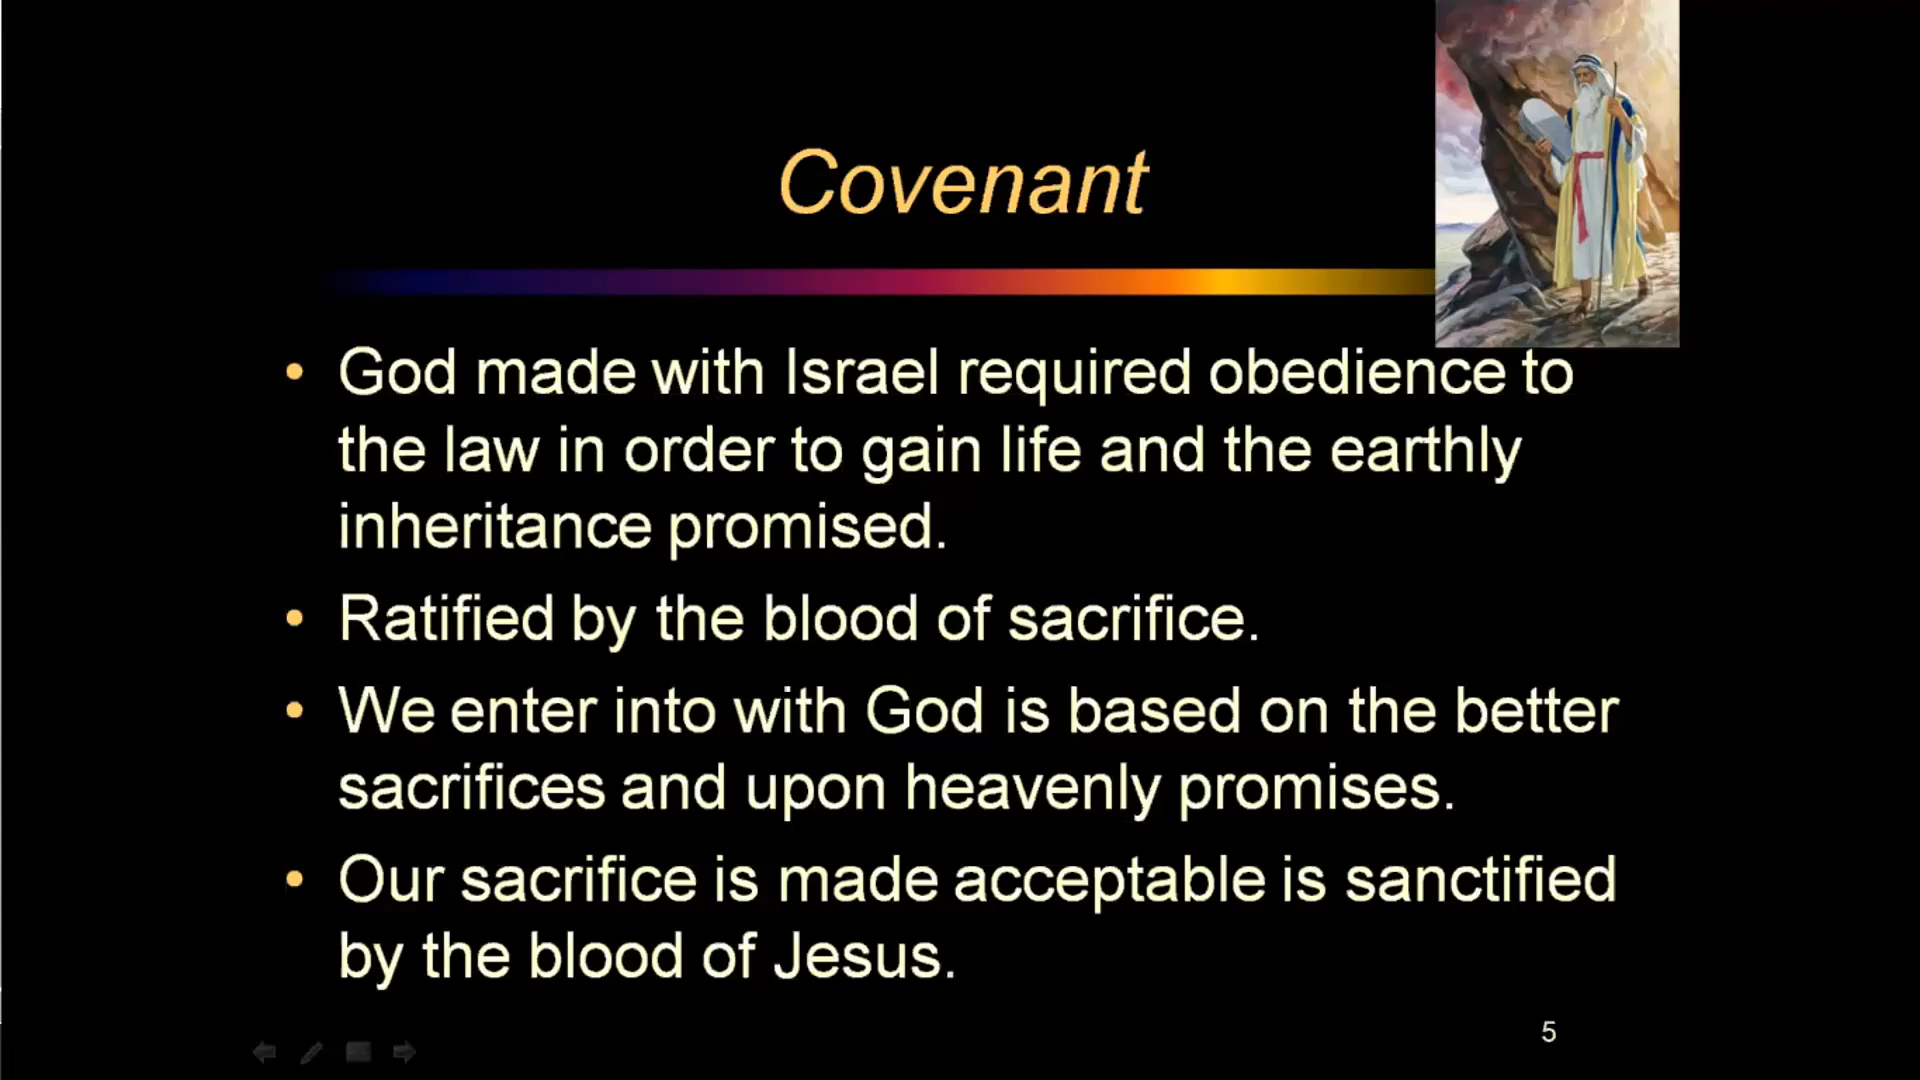 Covenant
• God made with Israel required obedience to
the law in order to gain life and the earthly
inheritance promised.
• Ratified by the blood of sacrifice.
• We enter into with God is based on the better
sacrifices and upon heavenly promises.
• Our sacrifice is made acceptable is sanctified
by the blood of Jesus.
5